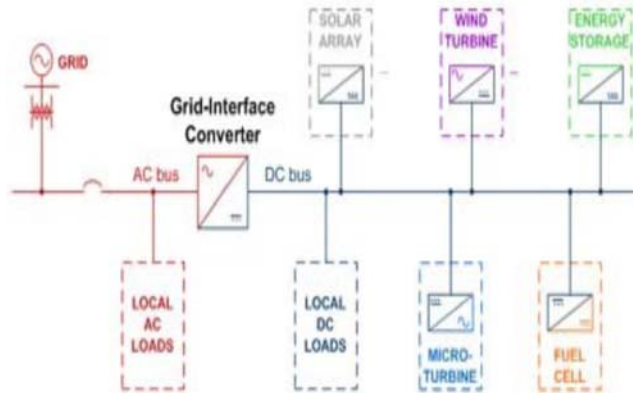 SOLAR
ARRAY
WIND
TURBINE
ENERGY
STORAGE
GRID
Grid-Interface
Converter
AC bus
DC bus
LOCAL
AC
LOADS
LOCAL
DC
LOADS
MICRO-
TURBINE
FUEL
CELL